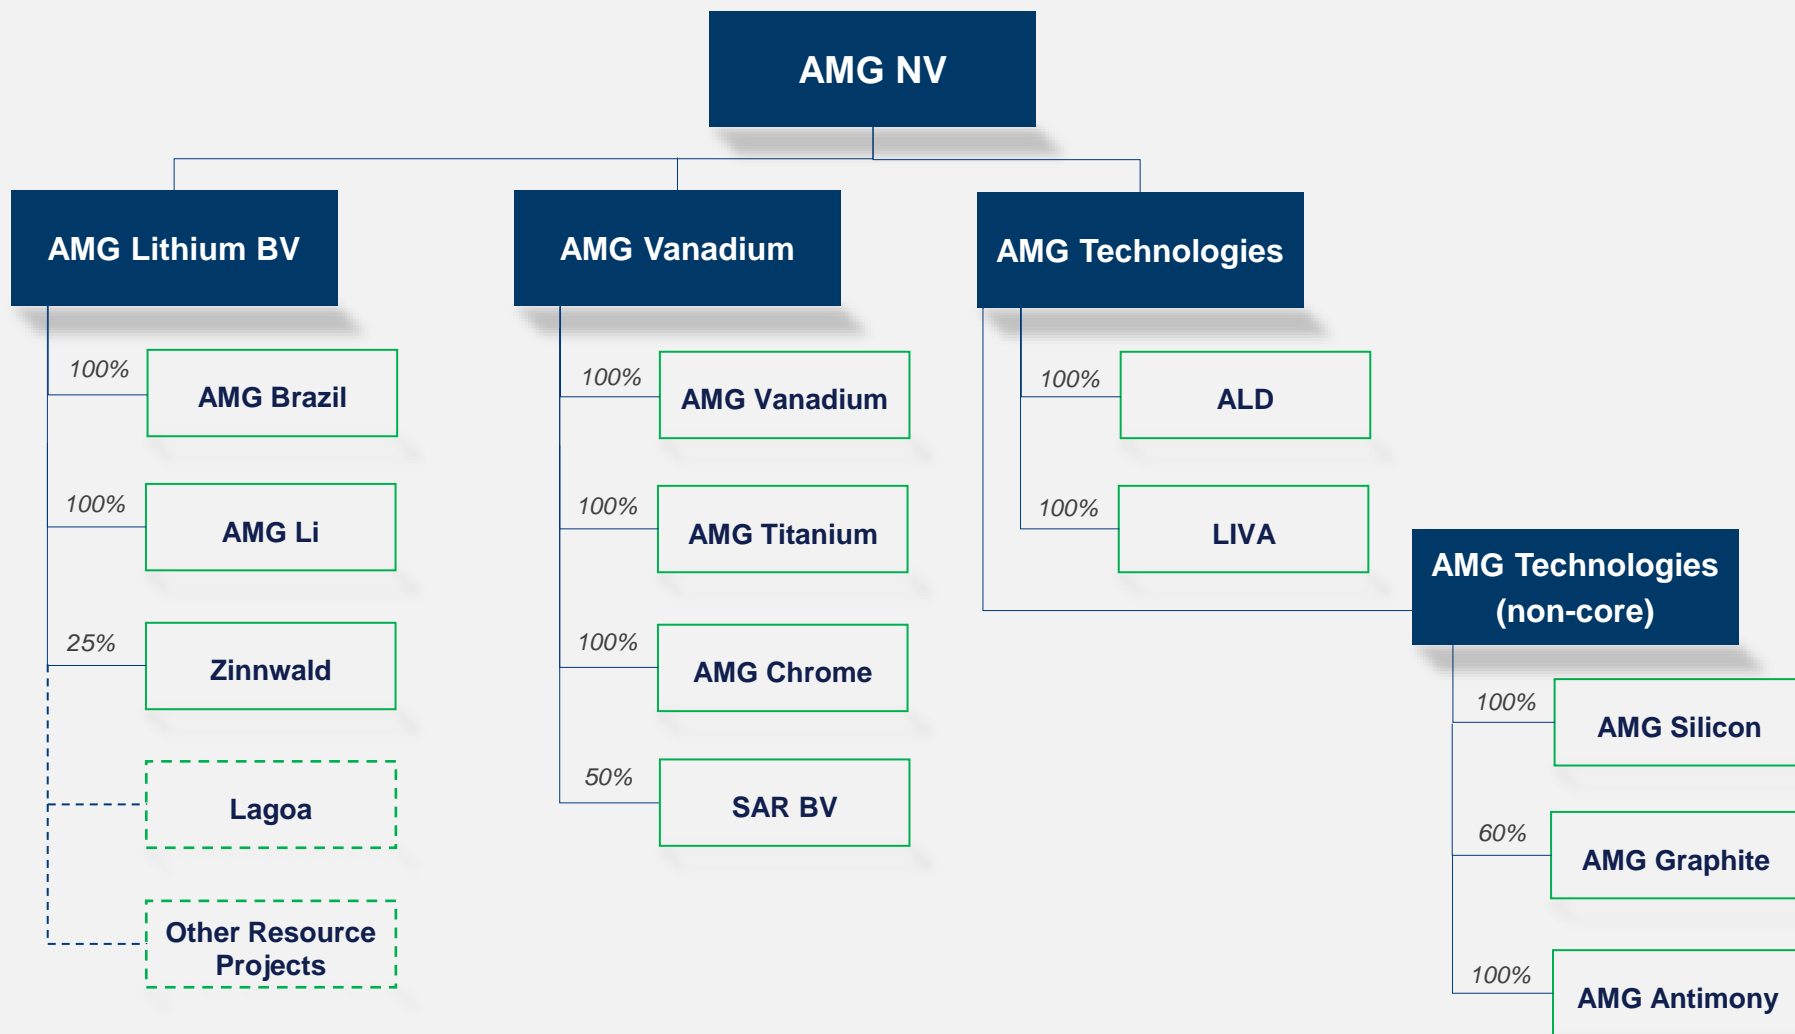 AMG NV
AMG Lithium BV
AMG Vanadium
AMG Technologies
100%
AMG Brazil
100%
AMG Li
25%
Zinnwald
Lagoa
Other Resource
Projects
100%
AMG Vanadium
100%
AMG Titanium
100%
AMG Chrome
50%
SAR BV
100%
ALD
100%
LIVA
AMG Technologies
(non-core)
100%
AMG Silicon
60%
AMG Graphite
100%
AMG Antimony